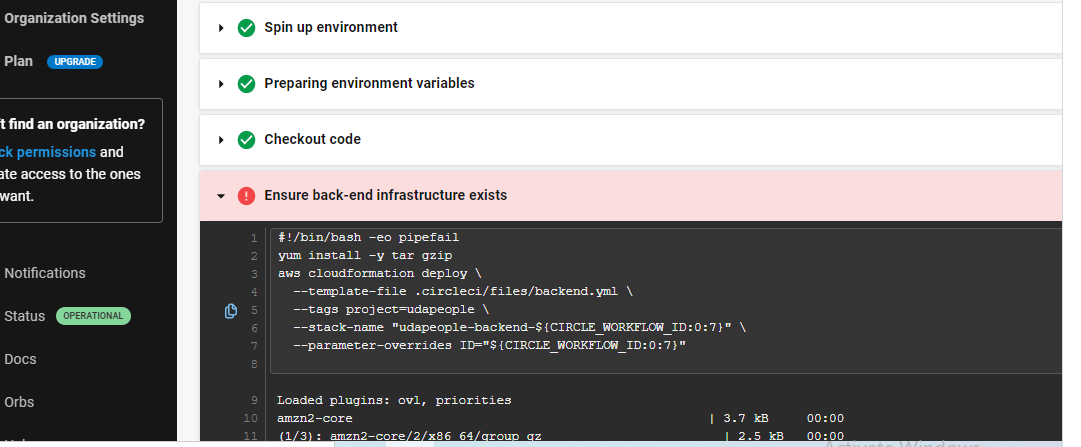 Organization Settings
Plan UPGRADE
't find an organization?
ck permissions and
ate access to the ones
want.
Notifications
Status OPERATIONAL
Docs
Orbs
Spin up environment
Preparing environment variables
Checkout code
Ensure back-end infrastructure exists
1 #!/bin/bash -eo pipefail
2 yum install -y tar gzip
3 aws cloudformation deploy \
4 --template-file .circleci/files/backend.yml \
5 --tags project=udapeople \
6 --stack-name "udapeople-backend-${CIRCLE_WORKFLOW_ID:0:7}" \
7 --parameter-overrides ID="${CIRCLE_WORKFLOW_ID:0:7}"
8
9 Loaded plugins: ovl, priorities
10 amzn2-core | 3.7 kB 00:00
11 (1/3): amzn2-core/2/x86_64/group_gz | 2.5 kB 00:00
Activate Windows